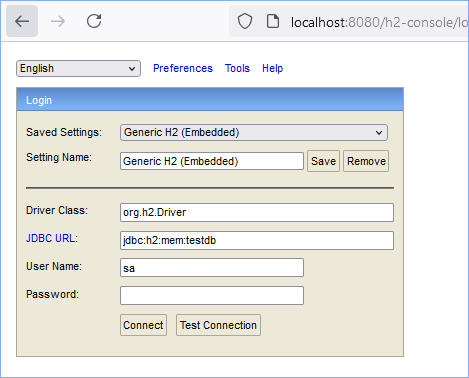 localhost:8080/h2-console/lo
English Preferences Tools Help
Login
Saved Settings: Generic H2 (Embedded)
Setting Name: Generic H2 (Embedded) Save Remove
Driver Class: org.h2.Driver
JDBC URL: jdbc:h2:mem:testdb
User Name: sa
Password:
Connect Test Connection